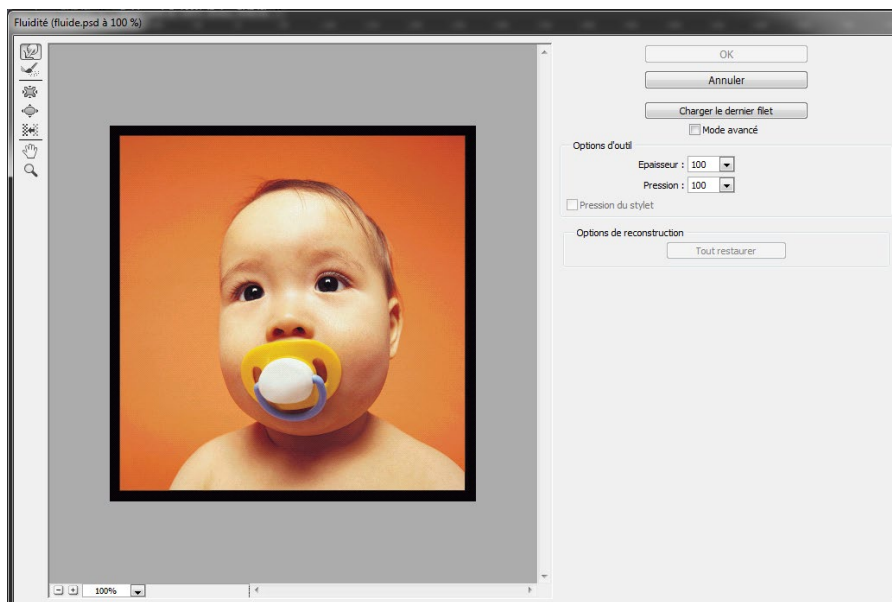 Fluidité (fluide.psd à 100 %)
OK
Annuler
Charger le dernier filet
Mode avancé
Options d'outil
Epaisseur : 100
Pression : 100
Pression du stylet
Options de reconstruction
Tout restaurer
100%